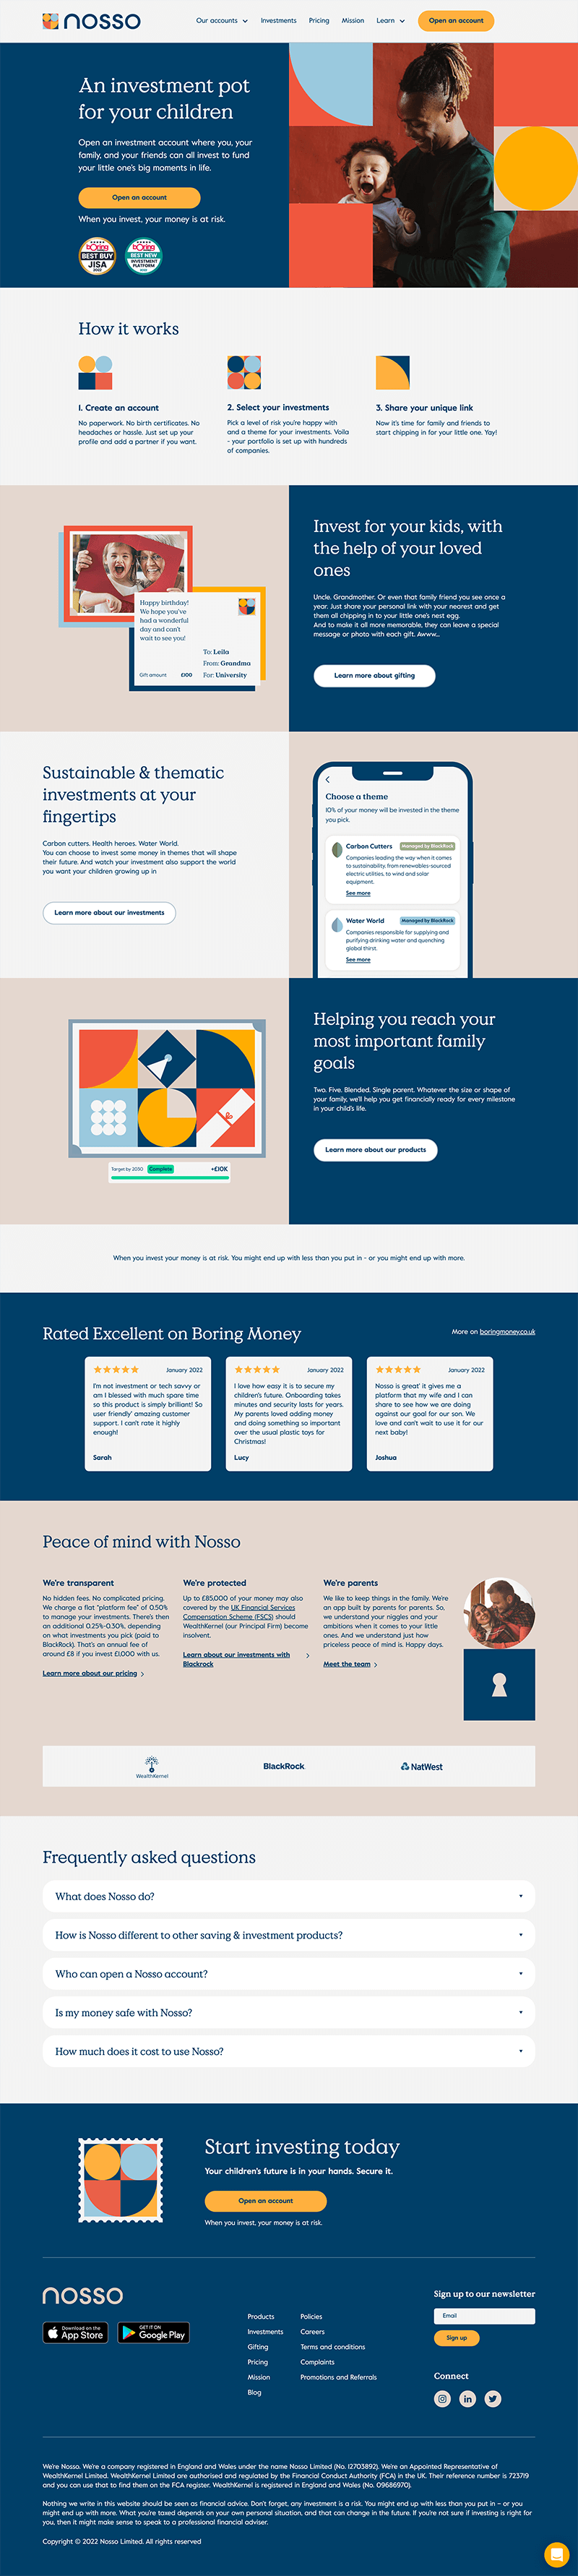 nosso
Our accounts
Investments
Pricing
Mission
Learn
Open an account
An investment pot
for your children
Open an investment account where you, your
family, and your friends can all invest to fund
your little one's big moments in life.
Open an account
When you invest, your money is at risk.
boring
BEST BUY
JISA
2022
boring
BEST NEW
INVESTMENT
PLATFORM
How it works
1. Create an account
No paperwork. No birth certificates. No
headaches or hassle. Just set up your
profile and add a partner if you want.
2. Select your investments
Pick a level of risk you're happy with
and a theme for your investments. Voila
- your portfolio is set up with hundreds
of companies.
3. Share your unique link
Now it's time for family and friends to
start chipping in for your little one. Yay!
Happy birthday!
We hope you've
had a wonderful
day and can't
wait to see you!
To: Leila
From: Grandma
Gift amount £100
For: University
Invest for your kids, with
the help of your loved
ones
Uncle. Grandmother. Or even that family friend you see once a
year. Just share your personal link with your nearest and get
them all chipping in to your little one's nest egg.
And to make it all more memorable, they can leave a special
message or photo with each gift. Awww...
Learn more about gifting
Sustainable & thematic
investments at your
fingertips
Carbon cutters. Health heroes. Water World.
You can choose to invest some money in themes that will shape
their future. And watch your investment also support the world
you want your children growing up in
Learn more about our investments
Choose a theme
10% of your money will be invested in the theme
you pick.
Carbon Cutters
Managed by BlackRock
Companies leading the way when it comes
to sustainability, from renewables-sourced
electric utilities, to wind and solar
equipment.
See more
Water World
Managed by BlackRock
Companies responsible for supplying and
purifying drinking water and quenching
global thirst.
See more
Target by 2030
Complete
+£10K
Helping you reach your
most important family
goals
Two. Five. Blended. Single parent. Whatever the size or shape of
your family, we'll help you get financially ready for every milestone
in your child's life.
Learn more about our products
When you invest your money is at risk. You might end up with less than you put in - or you might end up with more.
Rated Excellent on Boring Money
More on boringmoney.co.uk
January 2022
I'm not investment or tech savvy or
am I blessed with much spare time
so this product is simply brilliant! So
user friendly' amazing customer
support. I can't rate it highly
enough!
Sarah
January 2022
I love how easy it is to secure my
children's future. Onboarding takes
minutes and security lasts for years.
My parents loved adding money
and doing something so important
over the usual plastic toys for
Christmas!
Lucy
January 2022
Nosso is great' it gives me a
platform that my wife and I can
share to see how we are doing
against our goal for our son. We
love and can't wait to use it for our
next baby!
Joshua
Peace of mind with Nosso
We're transparent
No hidden fees. No complicated pricing.
We charge a flat "platform fee" of 0.50%
to manage your investments. There's then
an additional 0.25%-0.30%, depending
on what investments you pick (paid to
BlackRock). That's an annual fee of
around £8 if you invest £1,000 with us.
Learn more about our pricing
We're protected
Up to £85,000 of your money may also
covered by the UK Financial Services
Compensation Scheme (FSCS) should
WealthKernel (our Principal Firm) become
insolvent.
Learn about our investments with
Blackrock
We're parents
We like to keep things in the family. We're
an app built by parents for parents. So,
we understand your niggles and your
ambitions when it comes to your little
ones. And we understand just how
priceless peace of mind is. Happy days.
Meet the team
WealthKernel
BlackRock
NatWest
Frequently asked questions
What does Nosso do?
How is Nosso different to other saving & investment products?
Who can open a Nosso account?
Is my money safe with Nosso?
How much does it cost to use Nosso?
Start investing today
Your children's future is in your hands. Secure it.
Open an account
When you invest, your money is at risk.
nosso
Download on the
App Store
GET IT ON
Google Play
Products
Investments
Gifting
Pricing
Mission
Blog
Policies
Careers
Terms and conditions
Complaints
Promotions and Referrals
Sign up to our newsletter
Email
Sign up
Connect
We're Nosso. We're a company registered in England and Wales under the name Nosso Limited (No. 12703892). We're an Appointed Representative of
WealthKernel Limited. WealthKernel Limited are authorised and regulated by the Financial Conduct Authority (FCA) in the UK. Their reference number is 723719
and you can use that to find them on the FCA register. WealthKernel is registered in England and Wales (No. 09686970).
Nothing we write in this website should be seen as financial advice. Don't forget, any investment is a risk. You might end up with less than you put in – or you
might end up with more. What you're taxed depends on your own personal situation, and that can change in the future. If you're not sure if investing is right for
you, then it might make sense to speak to a professional financial adviser.
Copyright © 2022 Nosso Limited. All rights reserved